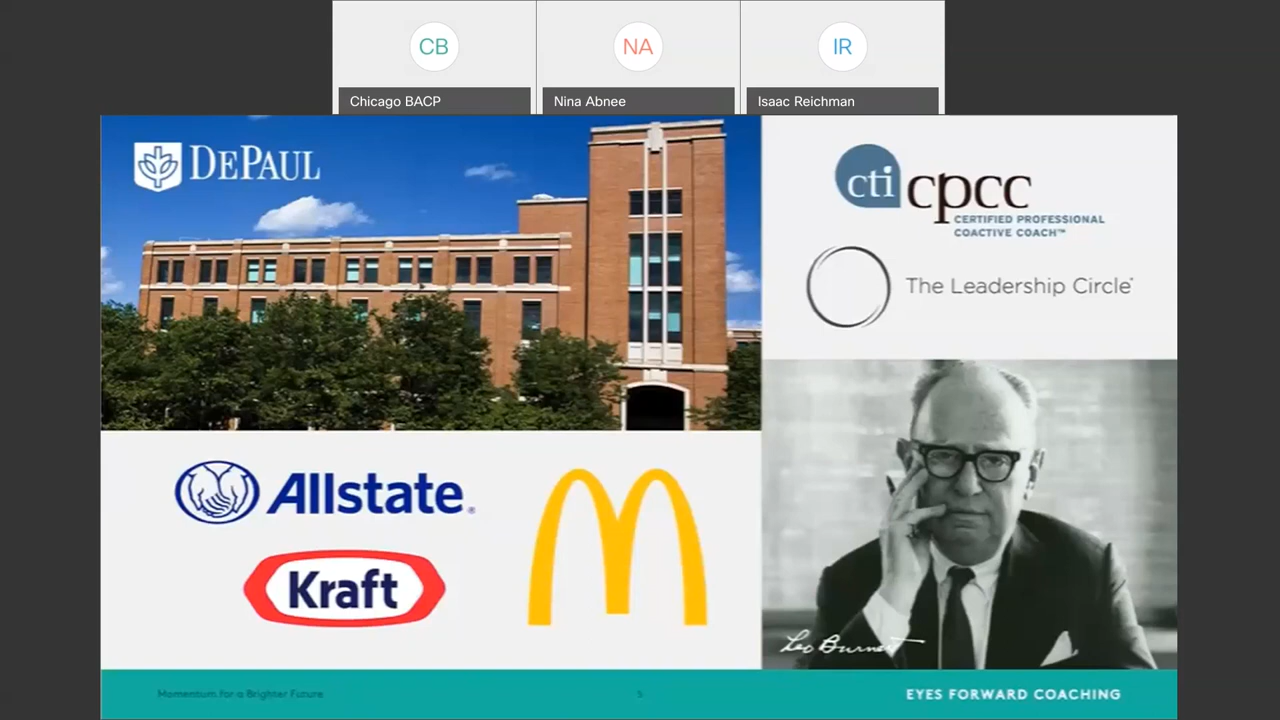 CB
NA
IR
Chicago BACP
Nina Abnee
Isaac Reichman
DEPAUL
cti cpcc
CERTIFIED PROFESSIONAL
COACTIVE COACH™
The Leadership Circle®
Allstate®
Kraft
Leo Burnett
Momentum for a Brighter Future
5
EYES FORWARD COACHING